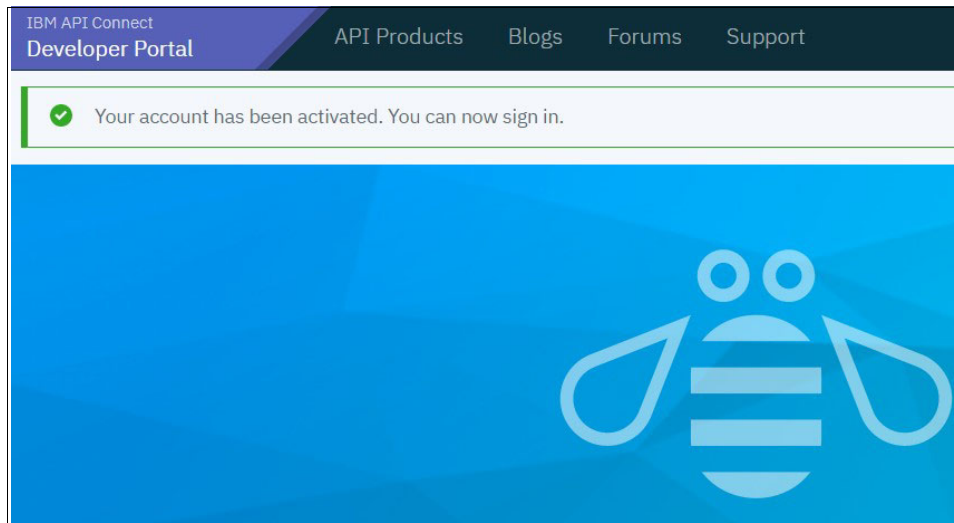 IBM API Connect
Developer Portal
API Products
Blogs
Forums
Support
Your account has been activated. You can now sign in.